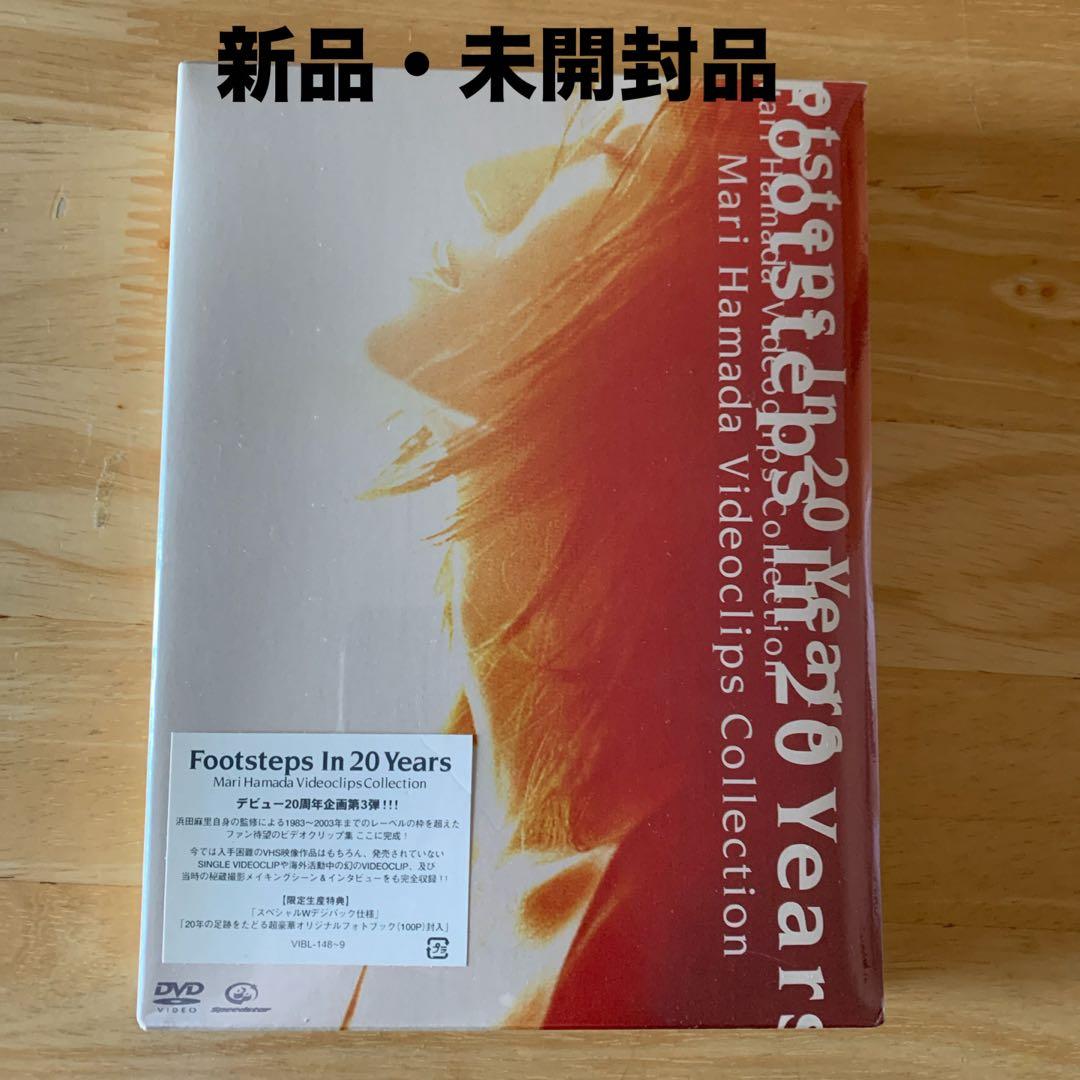 新品・未開封品
Footsteps In 20 Years
Mari Hamada Videoclips Collection
Footsteps In 20 Years
Mari Hamada Videoclips Collection
Footsteps In 20 Years
Mari Hamada Videoclips Collection
デビュー20周年企画第3弾!!!
浜田麻里自身の監修による1983～2003年までのレーベルの枠を超えた
ファン待望のビデオクリップ集 ここに完成！
今では入手困難のVHS映像作品はもちろん、発売されていない
SINGLE VIDEOCLIPや海外活動中の幻のVIDEOCLIP、及び
当時の秘蔵撮影メイキングシーン＆インタビューをも完全収録！！
【限定生産特典】
「スペシャルWデジパック仕様」
「20年の足跡をたどる超豪華オリジナルフォトブック(100P)封入」
VIBL-148~9
DVD
VIDEO
Speedstar